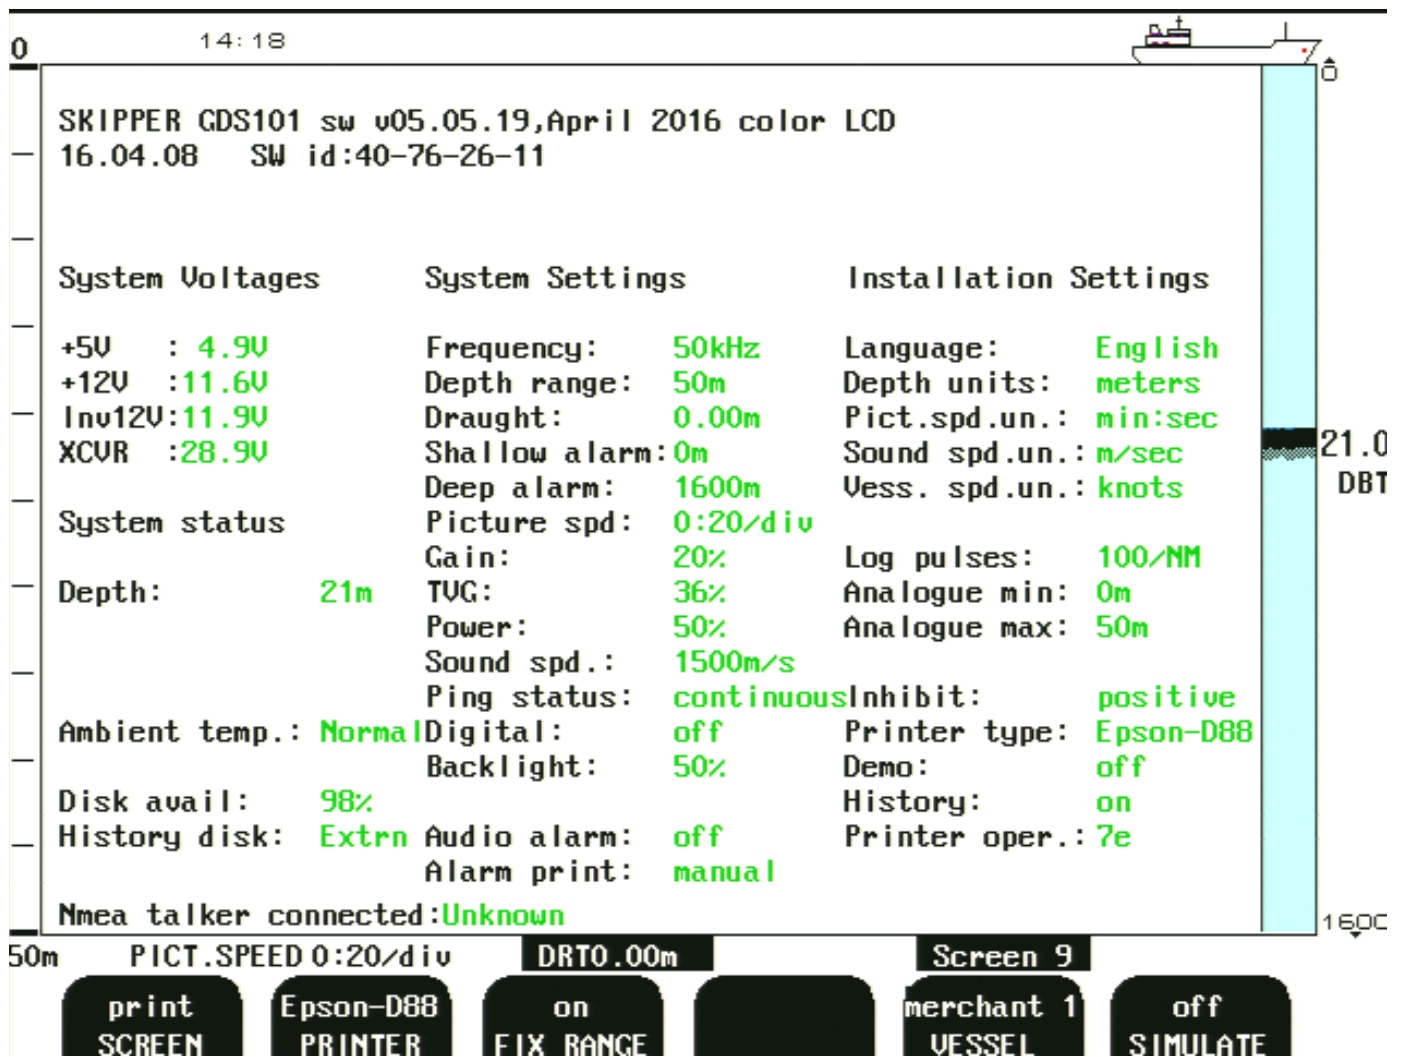 0 14:18
0
SKIPPER GDS101 sw v05.05.19,April 2016 color LCD
16.04.08 SW id:40-76-26-11
System Voltages System Settings Installation Settings
+5V : 4.9V Frequency: 50kHz Language: English
+12V :11.6V Depth range: 50m Depth units: meters
Inv12V:11.9V Draught: 0.00m Pict.spd.un.: min:sec
XCVR :28.9V Shallow alarm:0m Sound spd.un.: m/sec 21.0
Deep alarm: 1600m Vess. spd.un.: knots DBT
System status Picture spd: 0:20/div
Gain: 20% Log pulses: 100/NM
Depth: 21m TVG: 36% Analogue min: 0m
Power: 50% Analogue max: 50m
Sound spd.: 1500m/s
Ping status: continuous Inhibit: positive
Ambient temp.: Normal Digital: off Printer type: Epson-D88
Backlight: 50% Demo: off
Disk avail: 98% History: on
History disk: Extrn Audio alarm: off Printer oper.: 7e
Alarm print: manual
Nmea talker connected:Unknown 1600
50m PICT.SPEED 0:20/div DRT0.00m Screen 9
print Epson-D88 on merchant 1 off
SCREEN PRINTER FIX RANGE VESSEL SIMULATE